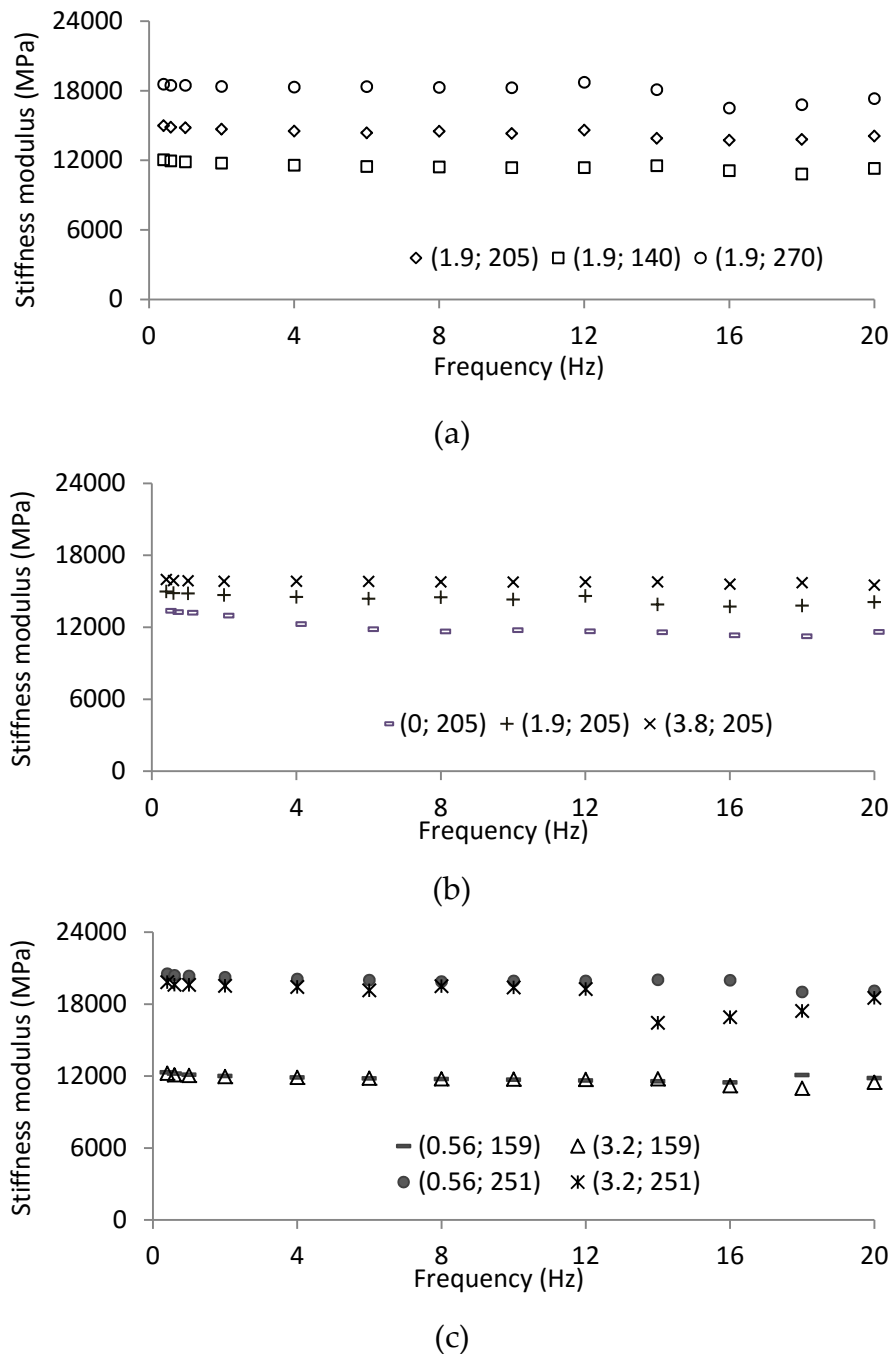 24000
18000
12000
6000
0
Stiffness modulus (MPa)
(1.9; 205) (1.9; 140) (1.9; 270)
0 4 8 12 16 20
Frequency (Hz)
(a)
24000
18000
12000
6000
0
Stiffness modulus (MPa)
(0; 205) (1.9; 205) (3.8; 205)
0 4 8 12 16 20
Frequency (Hz)
(b)
24000
18000
12000
6000
0
Stiffness modulus (MPa)
(0.56; 159) (3.2; 159)
(0.56; 251) (3.2; 251)
0 4 8 12 16 20
Frequency (Hz)
(c)